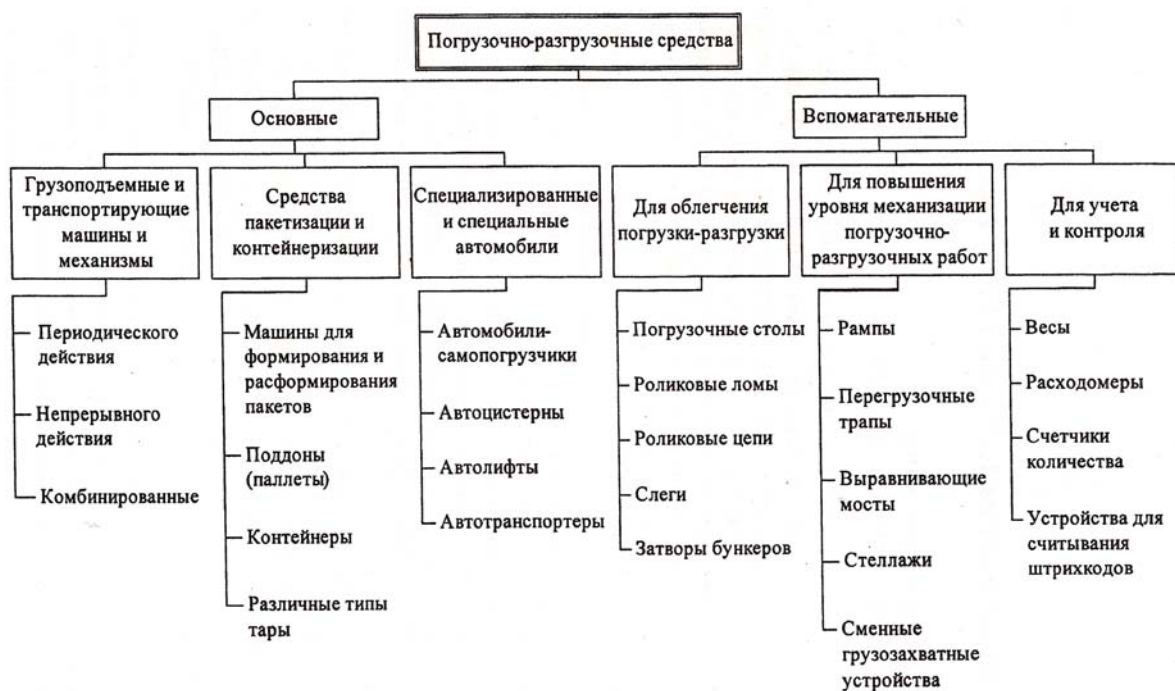 Погрузочно-разгрузочные средства
Основные
Вспомагательные
Грузоподъемные и
транспортирующие
машины и
механизмы
Средства
пакетизации и
контейнеризации
Специализированные
и специальные
автомобили
Для облегчения
погрузки-разгрузки
Для повышения
уровня механизации
погрузочно-
разгрузочных работ
Для учета
и контроля
Периодического
действия
Непрерывного
действия
Комбинированные
Машины для
формирования и
расформирования
пакетов
Поддоны
(паллеты)
Контейнеры
Различные типы
тары
Автомобили-
самопогрузчики
Автоцистерны
Автолифты
Автотранспортеры
Погрузочные столы
Роликовые ломы
Роликовые цепи
Слеги
Затворы бункеров
Рампы
Перегрузочные
трапы
Выравнивающие
мосты
Стеллажи
Сменные
грузозахватные
устройства
Весы
Расходомеры
Счетчики
количества
Устройства для
считывания
штрихкодов